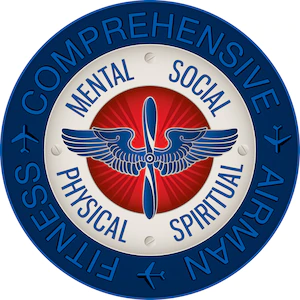 COMPREHENSIVE
AIRMAN
FITNESS
MENTAL
SOCIAL
PHYSICAL
SPIRITUAL